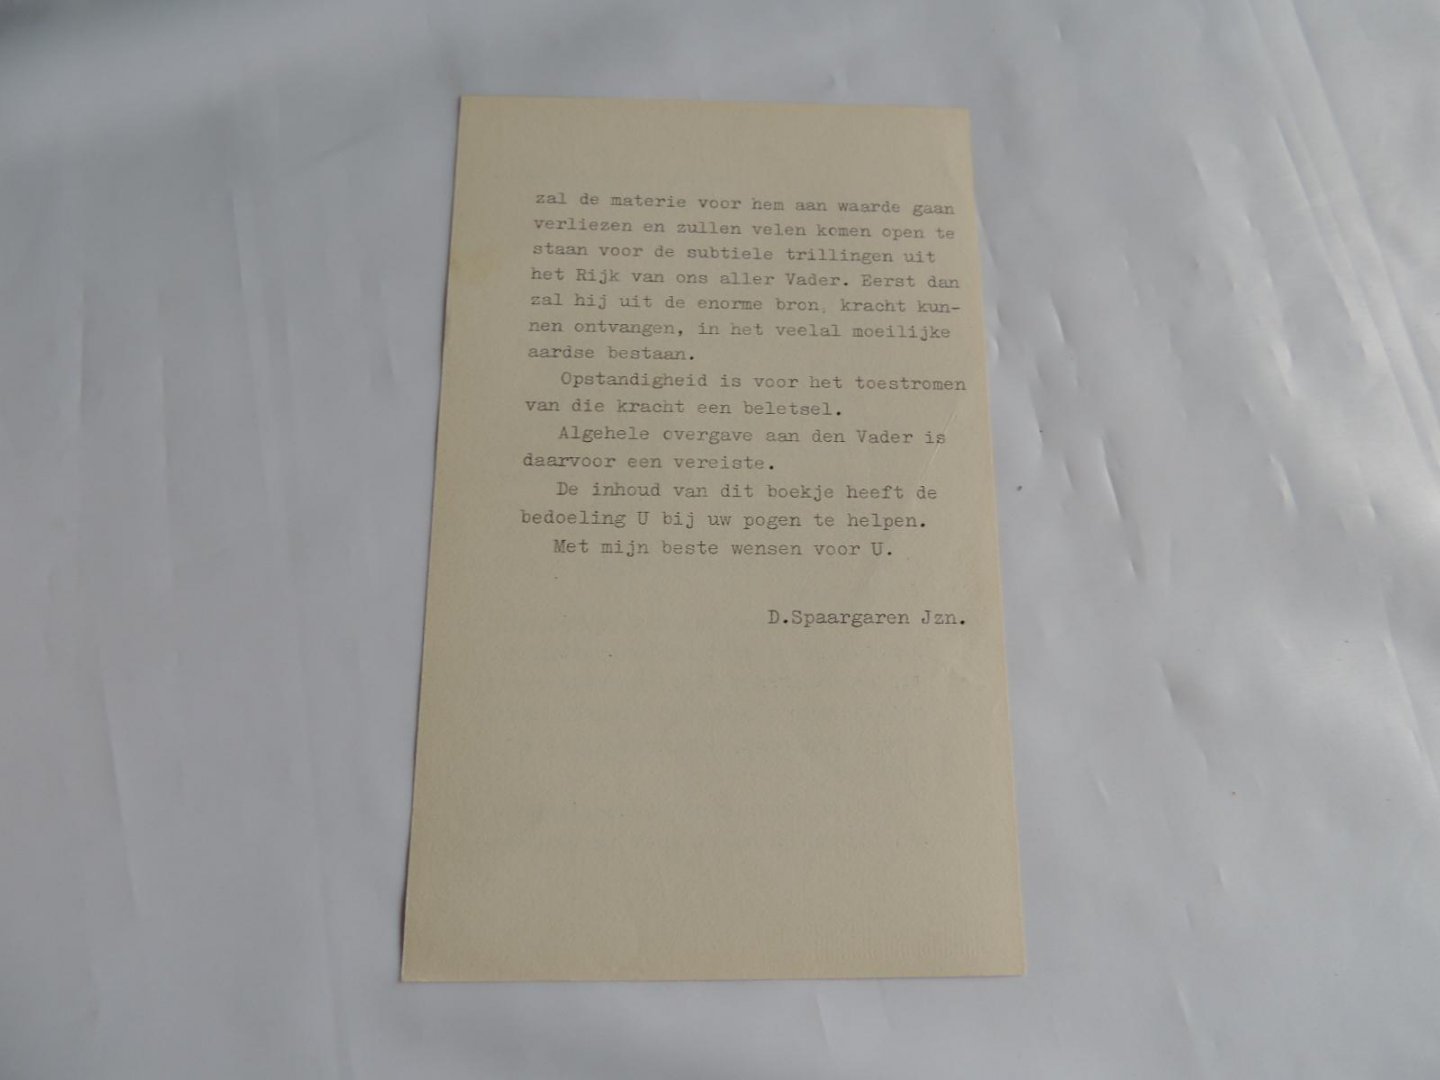 zal de materie voor hem aan waarde gaan
verliezen en zullen velen komen open te
staan voor de subtiele trillingen uit
het Rijk van ons aller Vader. Eerst dan
zal hij uit de enorme bron, kracht kun-
nen ontvangen, in het veelal moeilijke
aardse bestaan.
Opstandigheid is voor het toestromen
van die kracht een beletsel.
Algehele overgave aan den Vader is
daarvoor een vereiste.
De inhoud van dit boekje heeft de
bedoeling U bij uw pogen te helpen.
Met mijn beste wensen voor U.
D.Spaargaren Jzn.